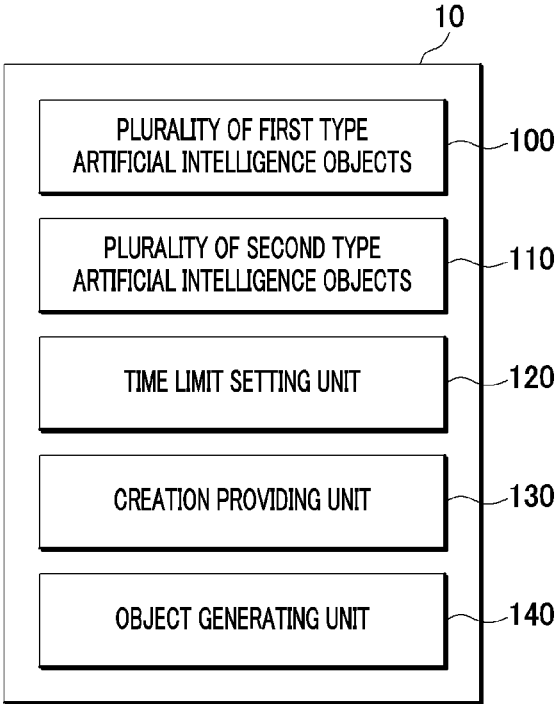 10
PLURALITY OF FIRST TYPE
ARTIFICIAL INTELLIGENCE OBJECTS
100
PLURALITY OF SECOND TYPE
ARTIFICIAL INTELLIGENCE OBJECTS
110
TIME LIMIT SETTING UNIT
120
CREATION PROVIDING UNIT
130
OBJECT GENERATING UNIT
140